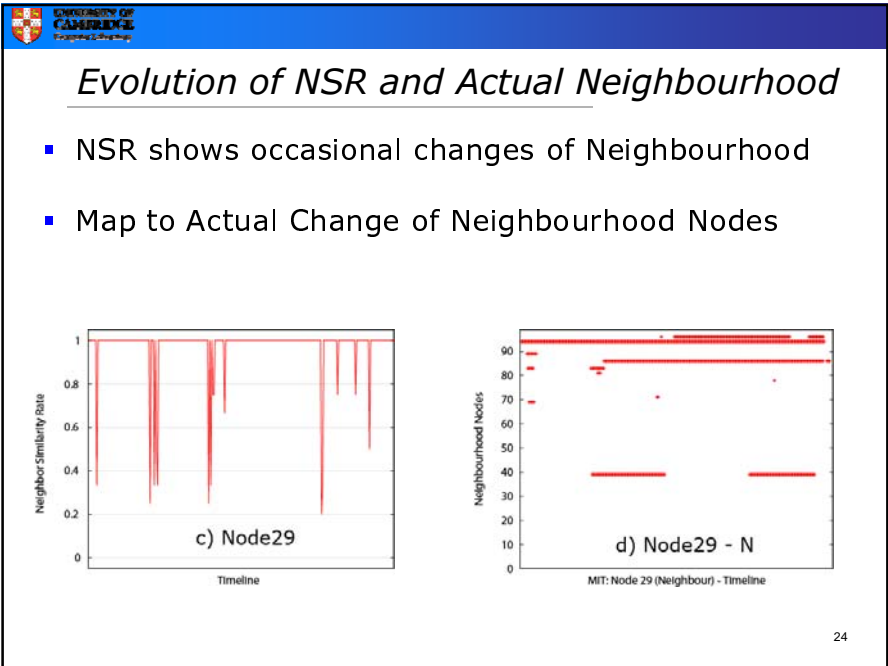 UNIVERSITY OF
CAMBRIDGE
Evolution of NSR and Actual Neighbourhood
NSR shows occasional changes of Neighbourhood
Map to Actual Change of Neighbourhood Nodes
Neighbor Similarity Rate
1
0.8
0.6
0.4
0.2
0
c) Node29
Timeline
Neighbourhood Nodes
90
80
70
60
50
40
30
20
10
0
d) Node29 - N
MIT: Node 29 (Neighbour) - Timeline
24